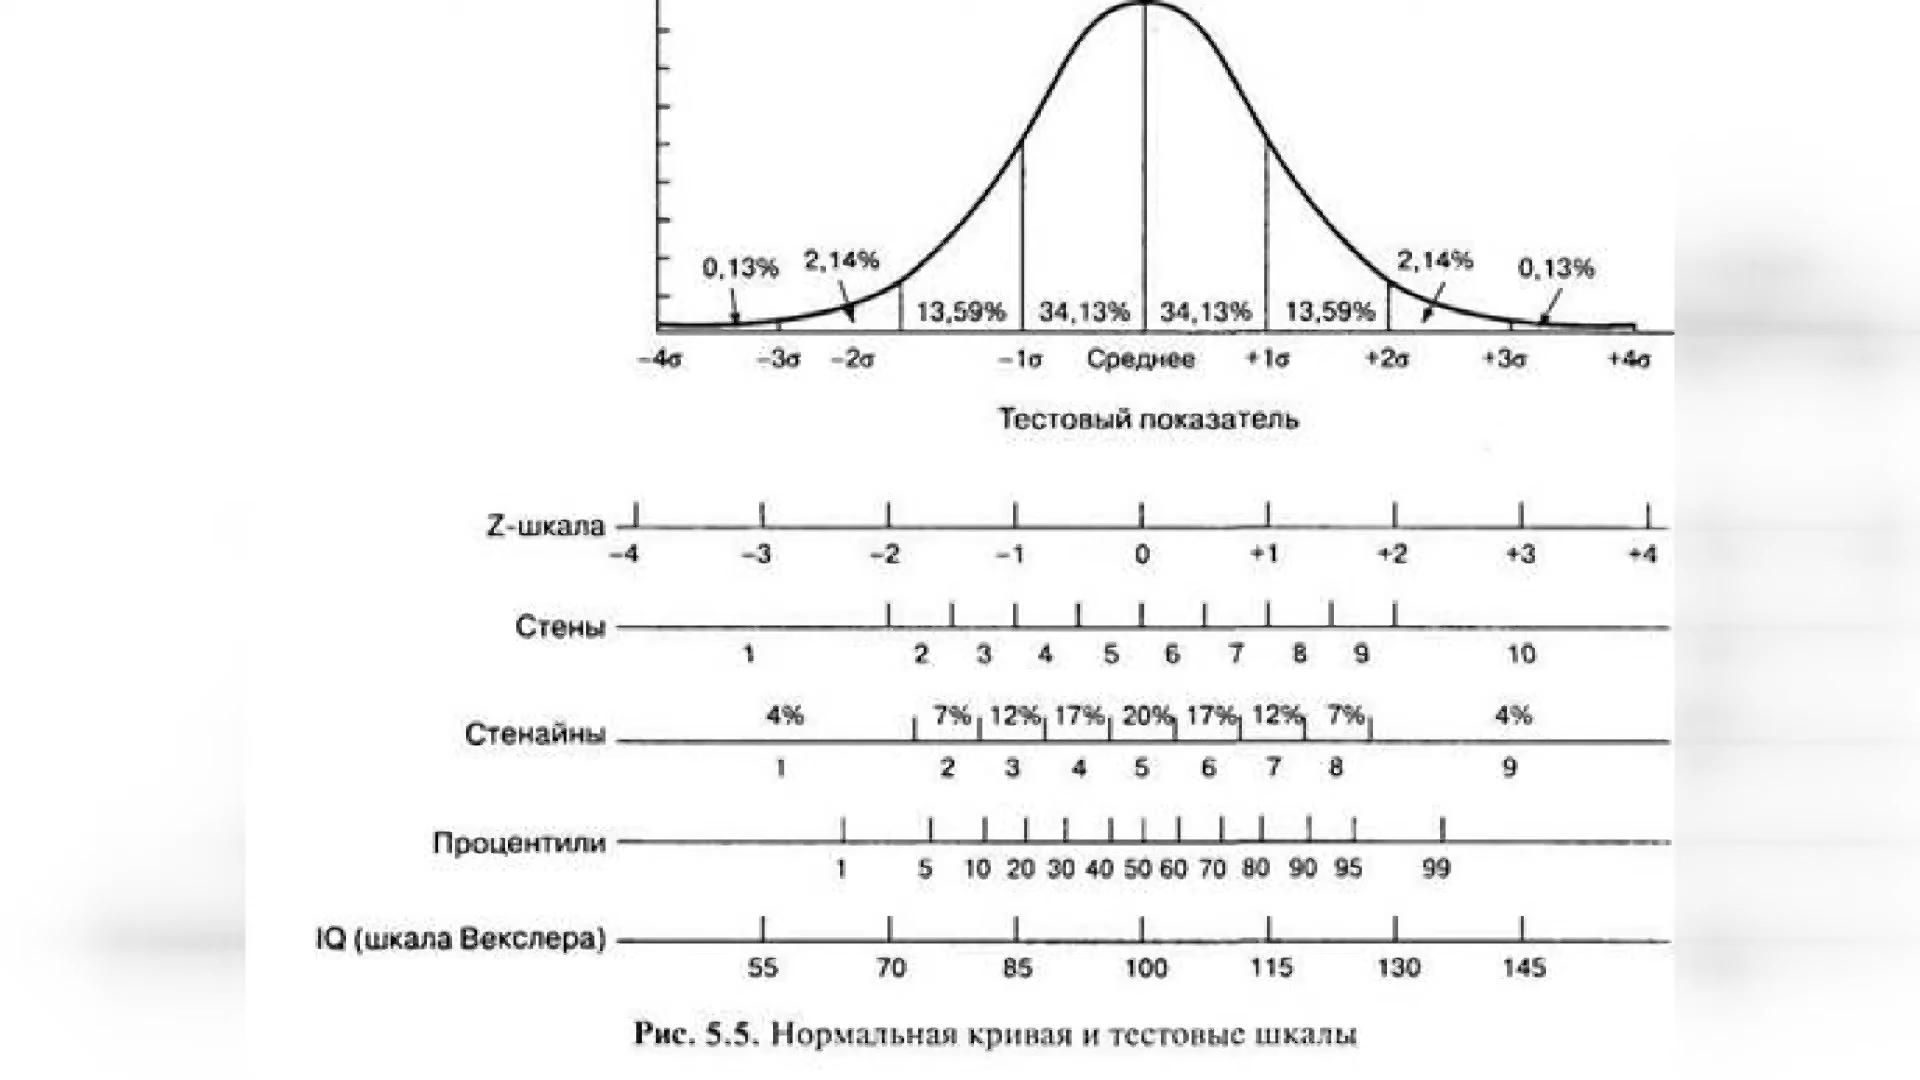 0,13% 2,14% 2,14% 0,13%
13,59% 34,13% 34,13% 13,59%
−4σ −3σ −2σ −1σ Среднее +1σ +2σ +3σ +4σ
Тестовый показатель
Z-шкала
−4 −3 −2 −1 0 +1 +2 +3 +4
Стены
1 2 3 4 5 6 7 8 9 10
4% 7% 12% 17% 20% 17% 12% 7% 4%
Стенайны
1 2 3 4 5 6 7 8 9
Процентили
1 5 10 20 30 40 50 60 70 80 90 95 99
IQ (шкала Векслера)
55 70 85 100 115 130 145
Рис. 5.5. Нормальная кривая и тестовые шкалы